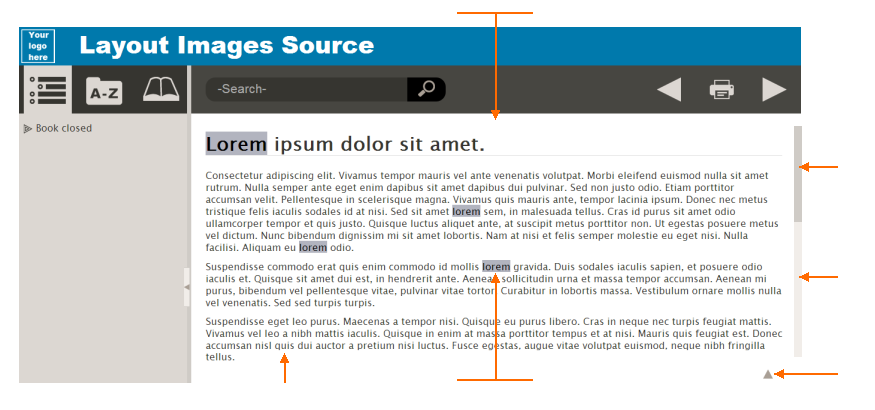 Your
logo
here
Layout Images Source
A-Z
-Search-
Book closed
Lorem ipsum dolor sit amet.
Consectetur adipiscing elit. Vivamus tempor mauris vel ante venenatis volutpat. Morbi eleifend euismod nulla sit amet
rutrum. Nulla semper ante eget enim dapibus sit amet dapibus dui pulvinar. Sed non justo odio. Etiam porttitor
accumsan velit. Pellentesque in scelerisque magna. Vivamus quis mauris ante, tempor lacinia ipsum. Donec nec metus
tristique felis iaculis sodales id at nisi. Sed sit amet lorem sem, in malesuada tellus. Cras id purus sit amet odio
ullamcorper tempor et quis justo. Quisque luctus aliquet ante, at suscipit metus porttitor non. Ut egestas posuere metus
vel dictum. Nunc bibendum dignissim mi sit amet lobortis. Nam at nisi et felis semper molestie eu eget nisi. Nulla
facilisi. Aliquam eu lorem odio.
Suspendisse commodo erat quis enim commodo id mollis lorem gravida. Duis sodales iaculis sapien, et posuere odio
iaculis et. Quisque sit amet dui est, in hendrerit ante. Aenean sollicitudin urna et massa tempor accumsan. Aenean mi
purus, bibendum vel pellentesque vitae, pulvinar vitae tortor. Curabitur in lobortis massa. Vestibulum ornare mollis nulla
vel venenatis. Sed sed turpis turpis.
Suspendisse eget leo purus. Maecenas a tempor nisi. Quisque eu purus libero. Cras in neque nec turpis feugiat mattis.
Vivamus vel leo a nibh mattis iaculis. Quisque in enim at massa porttitor tempus et at nisi. Mauris quis feugiat est. Donec
accumsan nisl quis dui auctor a pretium nisi luctus. Fusce egestas, augue vitae volutpat euismod, neque nibh fringilla
tellus.